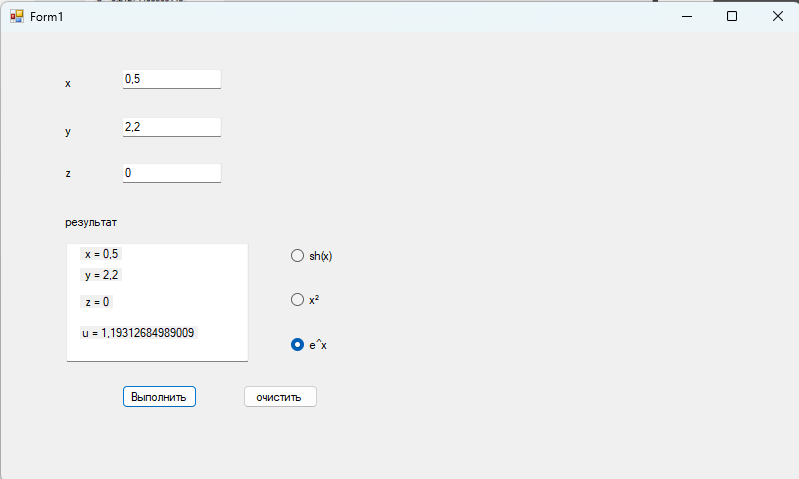 Form1
x 0,5
y 2,2
z 0
результат
x = 0,5
y = 2,2
z = 0
u = 1,19312684989009
sh(x)
x²
e^x
Выполнить очистить